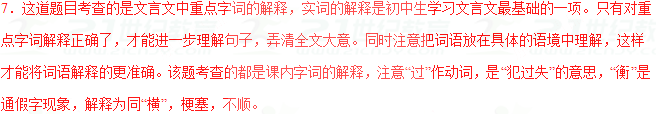 7．这道题目考查的是文言文中重点字词的解释，实词的解释是初中生学习文言文最基础的一项。只有对重
点字词解释正确了，才能进一步理解句子，弄清全文大意。同时注意把词语放在具体的语境中理解，这样
才能将词语解释的更准确。该题考查的都是课内字词的解释，注意“过”作动词，是“犯过失”的意思，“衡”是
通假字现象，解释为同“横”，梗塞，不顺。